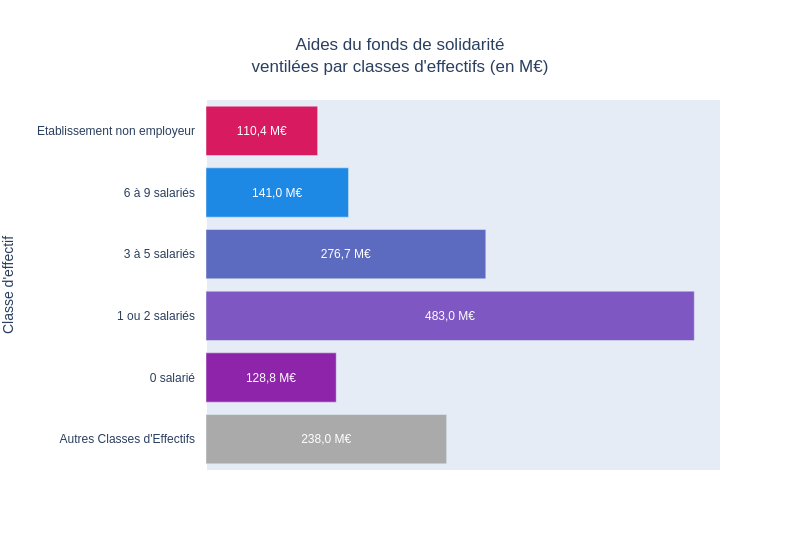 Aides du fonds de solidarité
ventilées par classes d'effectifs (en M€)
Classe d'effectif
Etablissement non employeur
110,4 M€
6 à 9 salariés
141,0 M€
3 à 5 salariés
276,7 M€
1 ou 2 salariés
483,0 M€
0 salarié
128,8 M€
Autres Classes d'Effectifs
238,0 M€